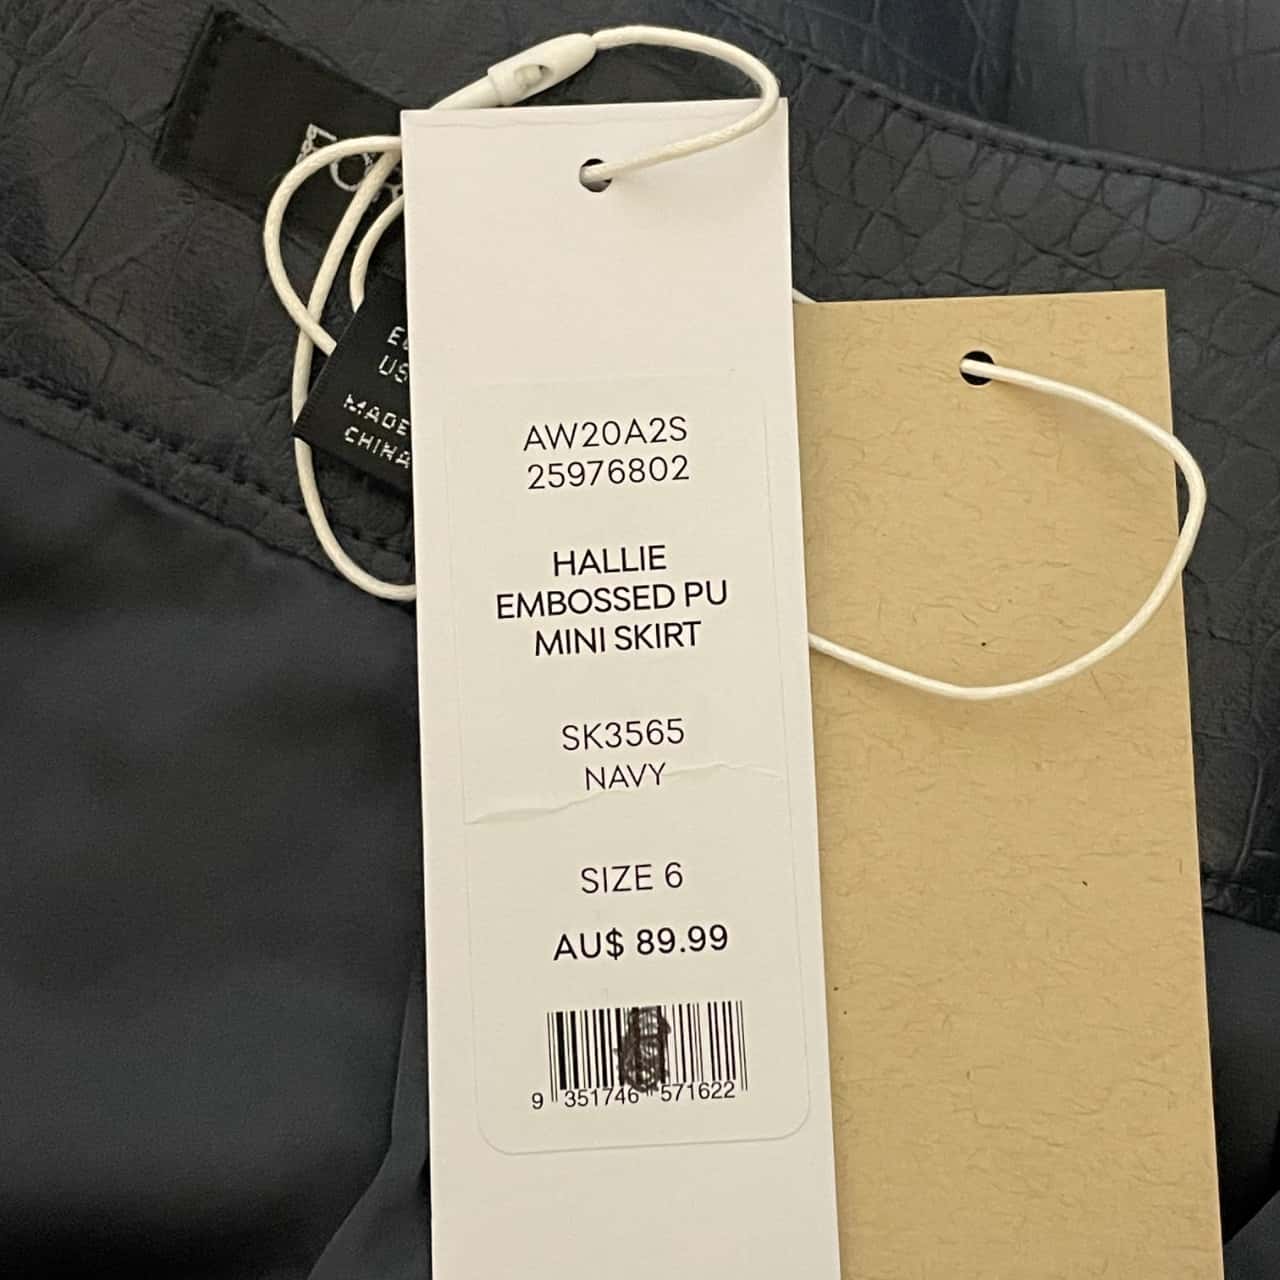 US
MADE
CHINA
AW20A2S
25976802
HALLIE
EMBOSSED PU
MINI SKIRT
SK3565
NAVY
SIZE 6
AU$ 89.99
9 351746 571622